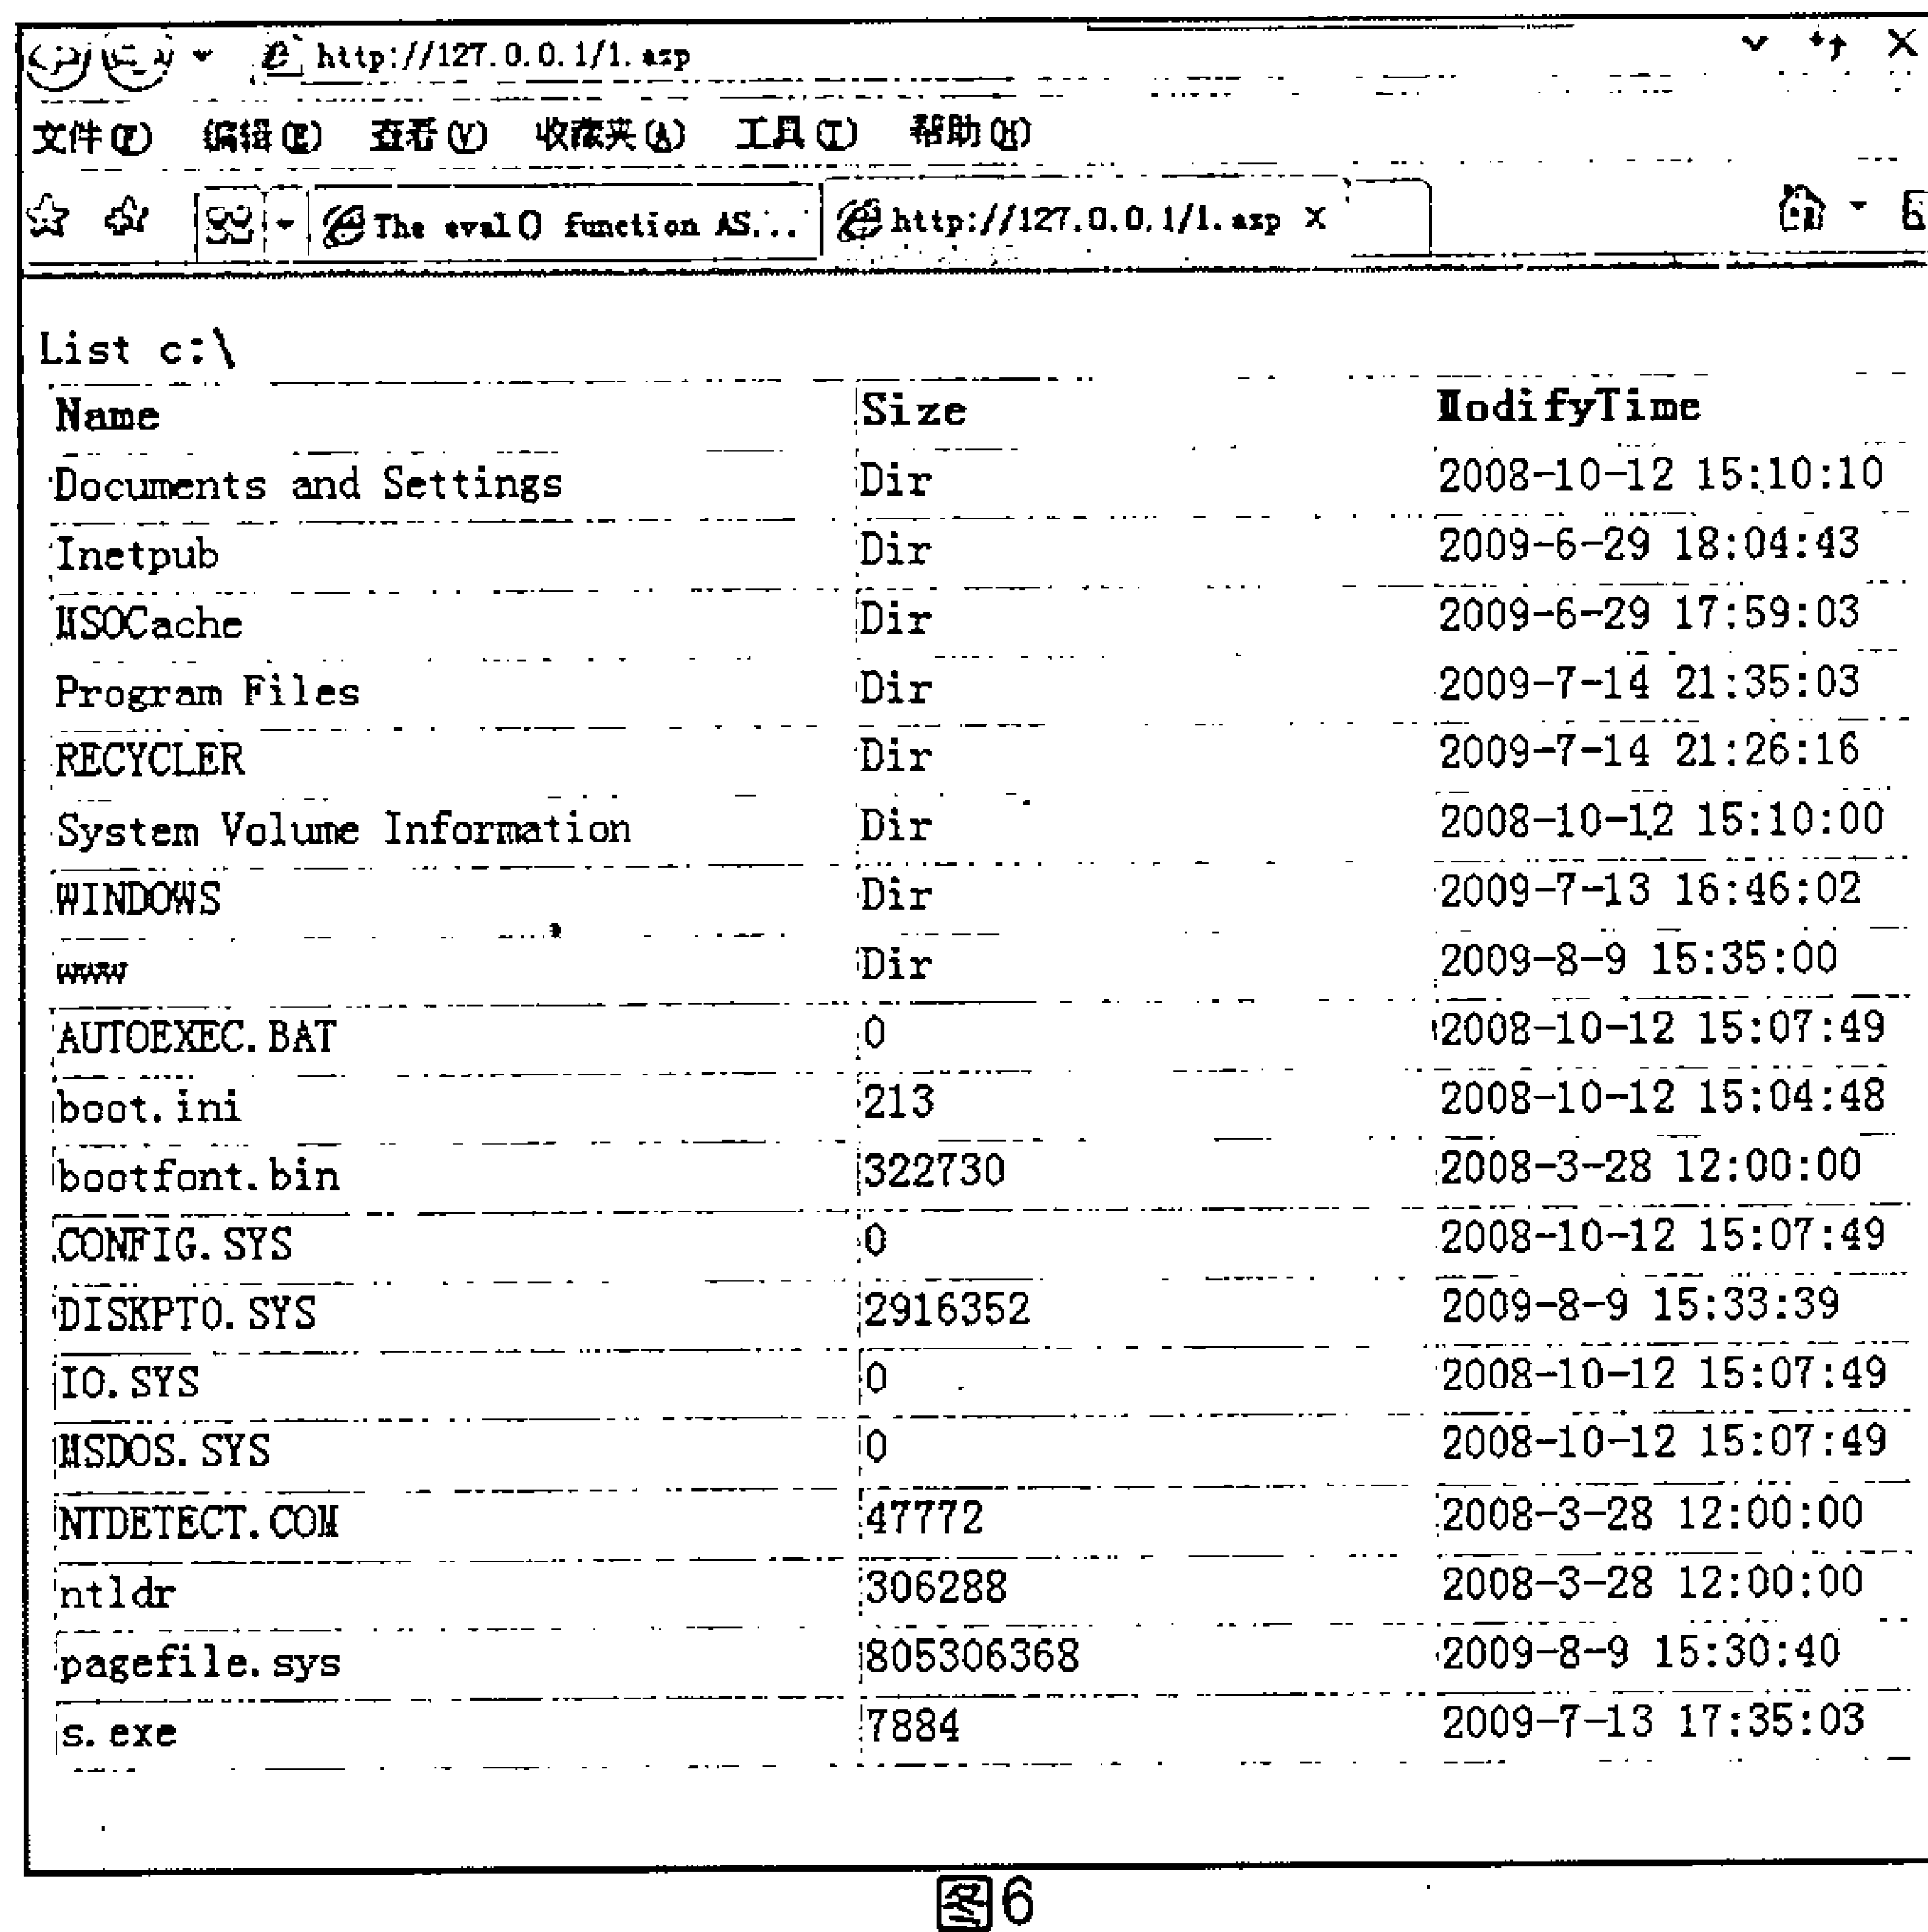 http://127.0.0.1/1.asp
文件(F) 编辑(E) 查看(V) 收藏夹(A) 工具(T) 帮助(H)
The eval() function AS... http://127.0.0.1/1.asp X
List c:\
Name Size ModifyTime
Documents and Settings Dir 2008-10-12 15:10:10
Inetpub Dir 2009-6-29 18:04:43
MSOCache Dir 2009-6-29 17:59:03
Program Files Dir 2009-7-14 21:35:03
RECYCLER Dir 2009-7-14 21:26:16
System Volume Information Dir 2008-10-12 15:10:00
WINDOWS Dir 2009-7-13 16:46:02
www Dir 2009-8-9 15:35:00
AUTOEXEC.BAT 0 2008-10-12 15:07:49
boot.ini 213 2008-10-12 15:04:48
bootfont.bin 322730 2008-3-28 12:00:00
CONFIG.SYS 0 2008-10-12 15:07:49
DISKPTO.SYS 2916352 2009-8-9 15:33:39
IO.SYS 0 2008-10-12 15:07:49
MSDOS.SYS 0 2008-10-12 15:07:49
NTDETECT.COM 47772 2008-3-28 12:00:00
ntldr 306288 2008-3-28 12:00:00
pagefile.sys 805306368 2009-8-9 15:30:40
s.exe 7884 2009-7-13 17:35:03
图6